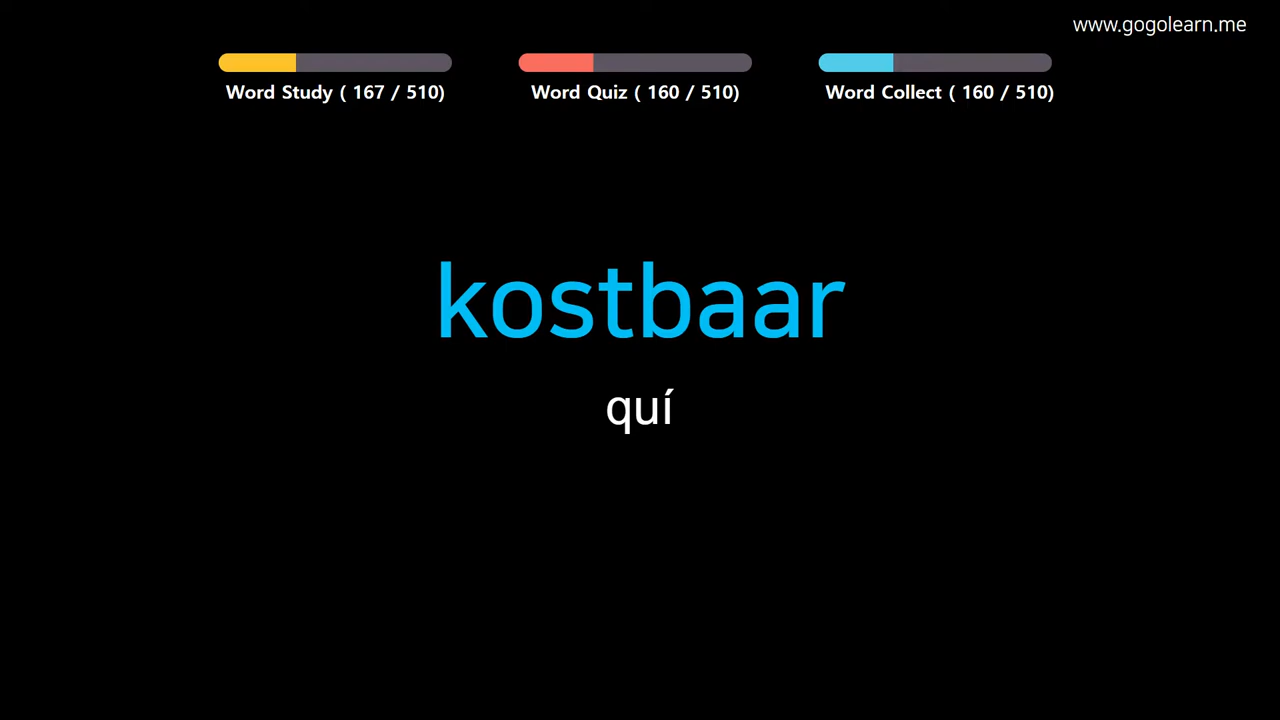 www.gogolearn.me
Word Study ( 167 / 510)
Word Quiz ( 160 / 510)
Word Collect ( 160 / 510)
kostbaar
quí